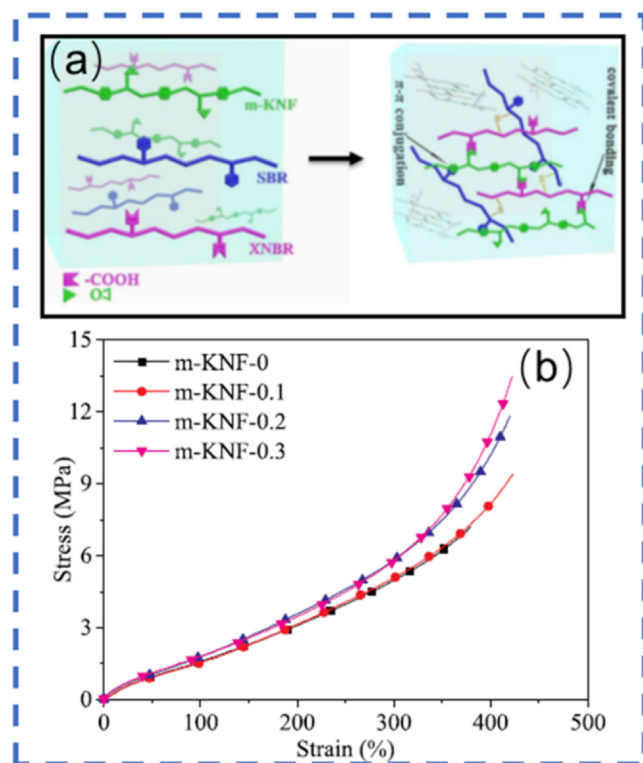 (a)
m-KNF
SBR
XNBR
-COOH
O
π-π conjugation
covalent bonding
(b)
m-KNF-0
m-KNF-0.1
m-KNF-0.2
m-KNF-0.3
15
12
9
6
3
0
Stress (MPa)
0 100 200 300 400 500
Strain (%)